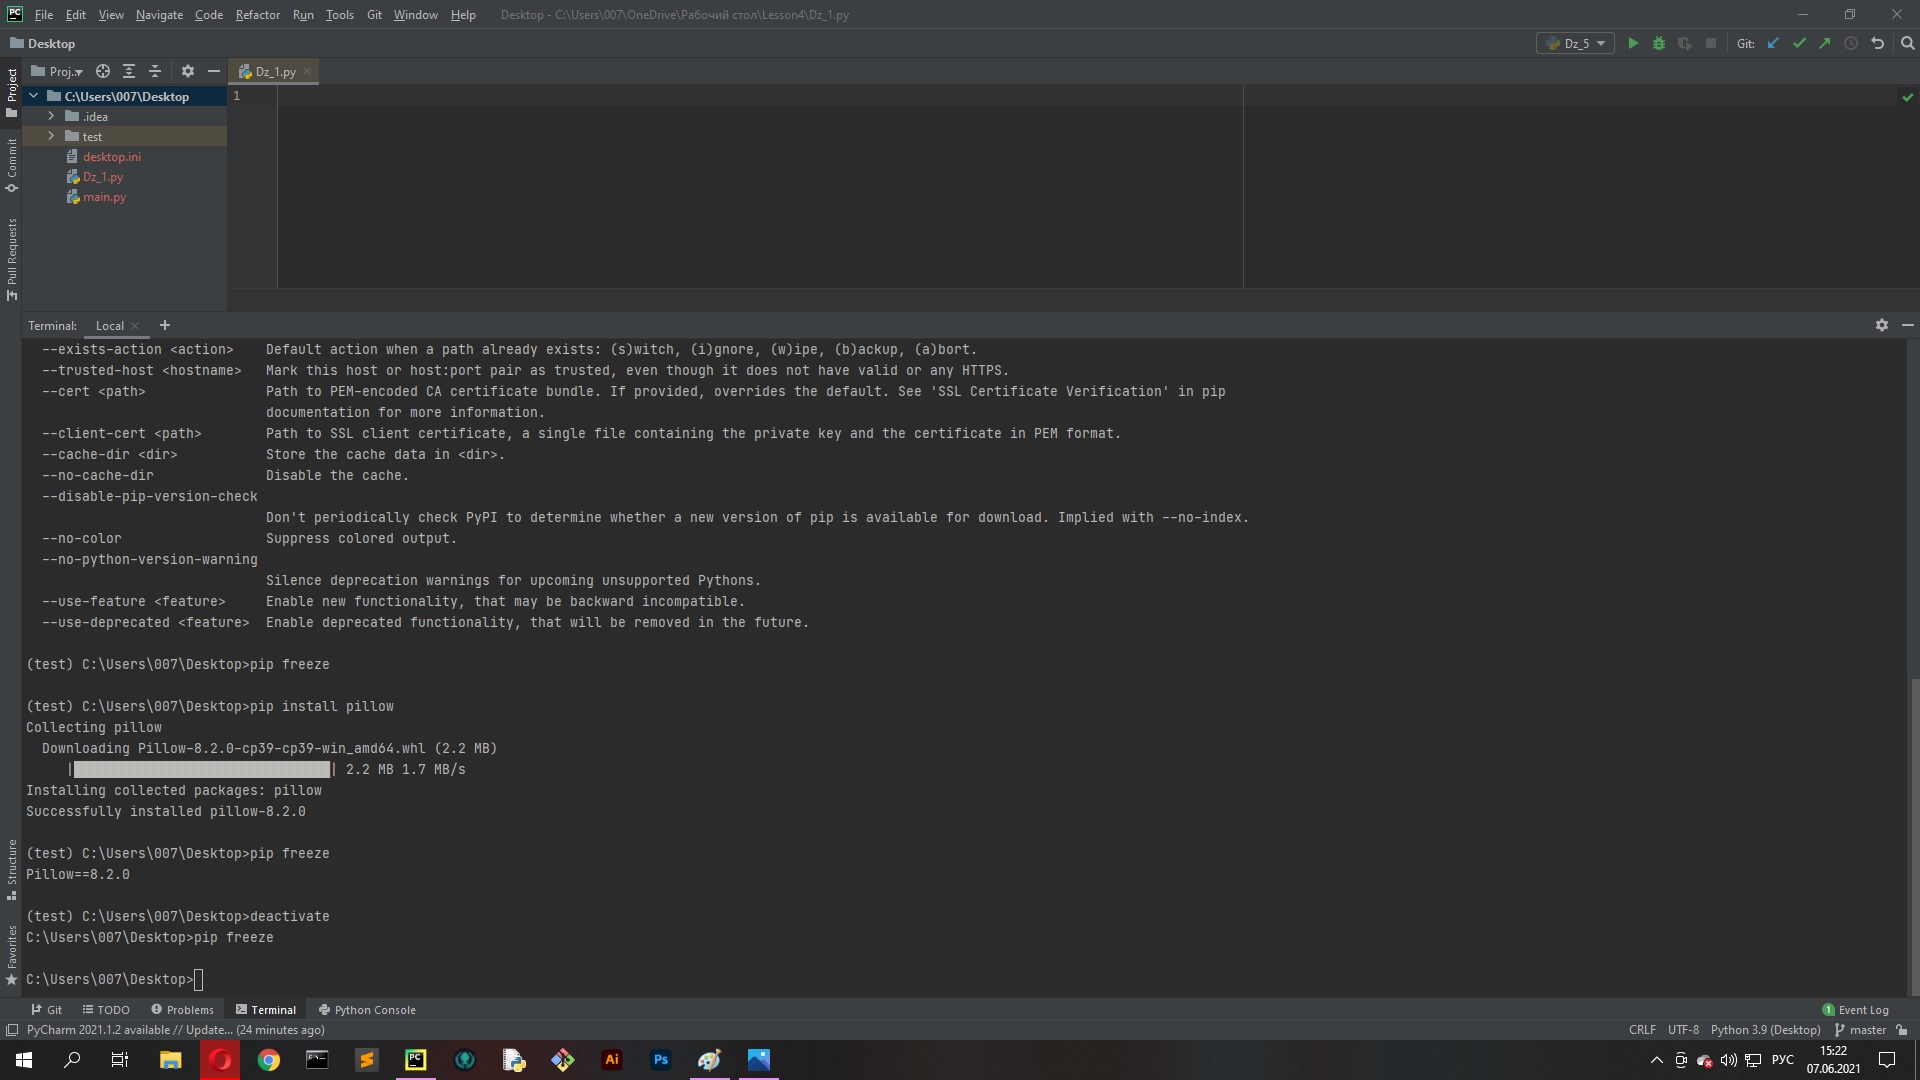 PC File Edit View Navigate Code Refactor Run Tools Git Window Help Desktop - C:\Users\007\OneDrive\Рабочий стол\Lesson4\Dz_1.py
Desktop
Dz_5
Git:
Project
Proj..
Dz_1.py
C:\Users\007\Desktop
.idea
test
desktop.ini
Dz_1.py
main.py
1
Commit
Pull Requests
Terminal: Local
--exists-action <action> Default action when a path already exists: (s)witch, (i)gnore, (w)ipe, (b)ackup, (a)bort.
--trusted-host <hostname> Mark this host or host:port pair as trusted, even though it does not have valid or any HTTPS.
--cert <path> Path to PEM-encoded CA certificate bundle. If provided, overrides the default. See 'SSL Certificate Verification' in pip
documentation for more information.
--client-cert <path> Path to SSL client certificate, a single file containing the private key and the certificate in PEM format.
--cache-dir <dir> Store the cache data in <dir>.
--no-cache-dir Disable the cache.
--disable-pip-version-check
Don't periodically check PyPI to determine whether a new version of pip is available for download. Implied with --no-index.
--no-color Suppress colored output.
--no-python-version-warning
Silence deprecation warnings for upcoming unsupported Pythons.
--use-feature <feature> Enable new functionality, that may be backward incompatible.
--use-deprecated <feature> Enable deprecated functionality, that will be removed in the future.
(test) C:\Users\007\Desktop>pip freeze
(test) C:\Users\007\Desktop>pip install pillow
Collecting pillow
Downloading Pillow-8.2.0-cp39-cp39-win_amd64.whl (2.2 MB)
|████████████████████████████████| 2.2 MB 1.7 MB/s
Installing collected packages: pillow
Successfully installed pillow-8.2.0
(test) C:\Users\007\Desktop>pip freeze
Pillow==8.2.0
(test) C:\Users\007\Desktop>deactivate
C:\Users\007\Desktop>pip freeze
C:\Users\007\Desktop>
Structure
Favorites
Git TODO Problems Terminal Python Console
1 Event Log
PyCharm 2021.1.2 available // Update... (24 minutes ago)
CRLF UTF-8 Python 3.9 (Desktop) master
PC Ai Ps
РУС
15:22
07.06.2021